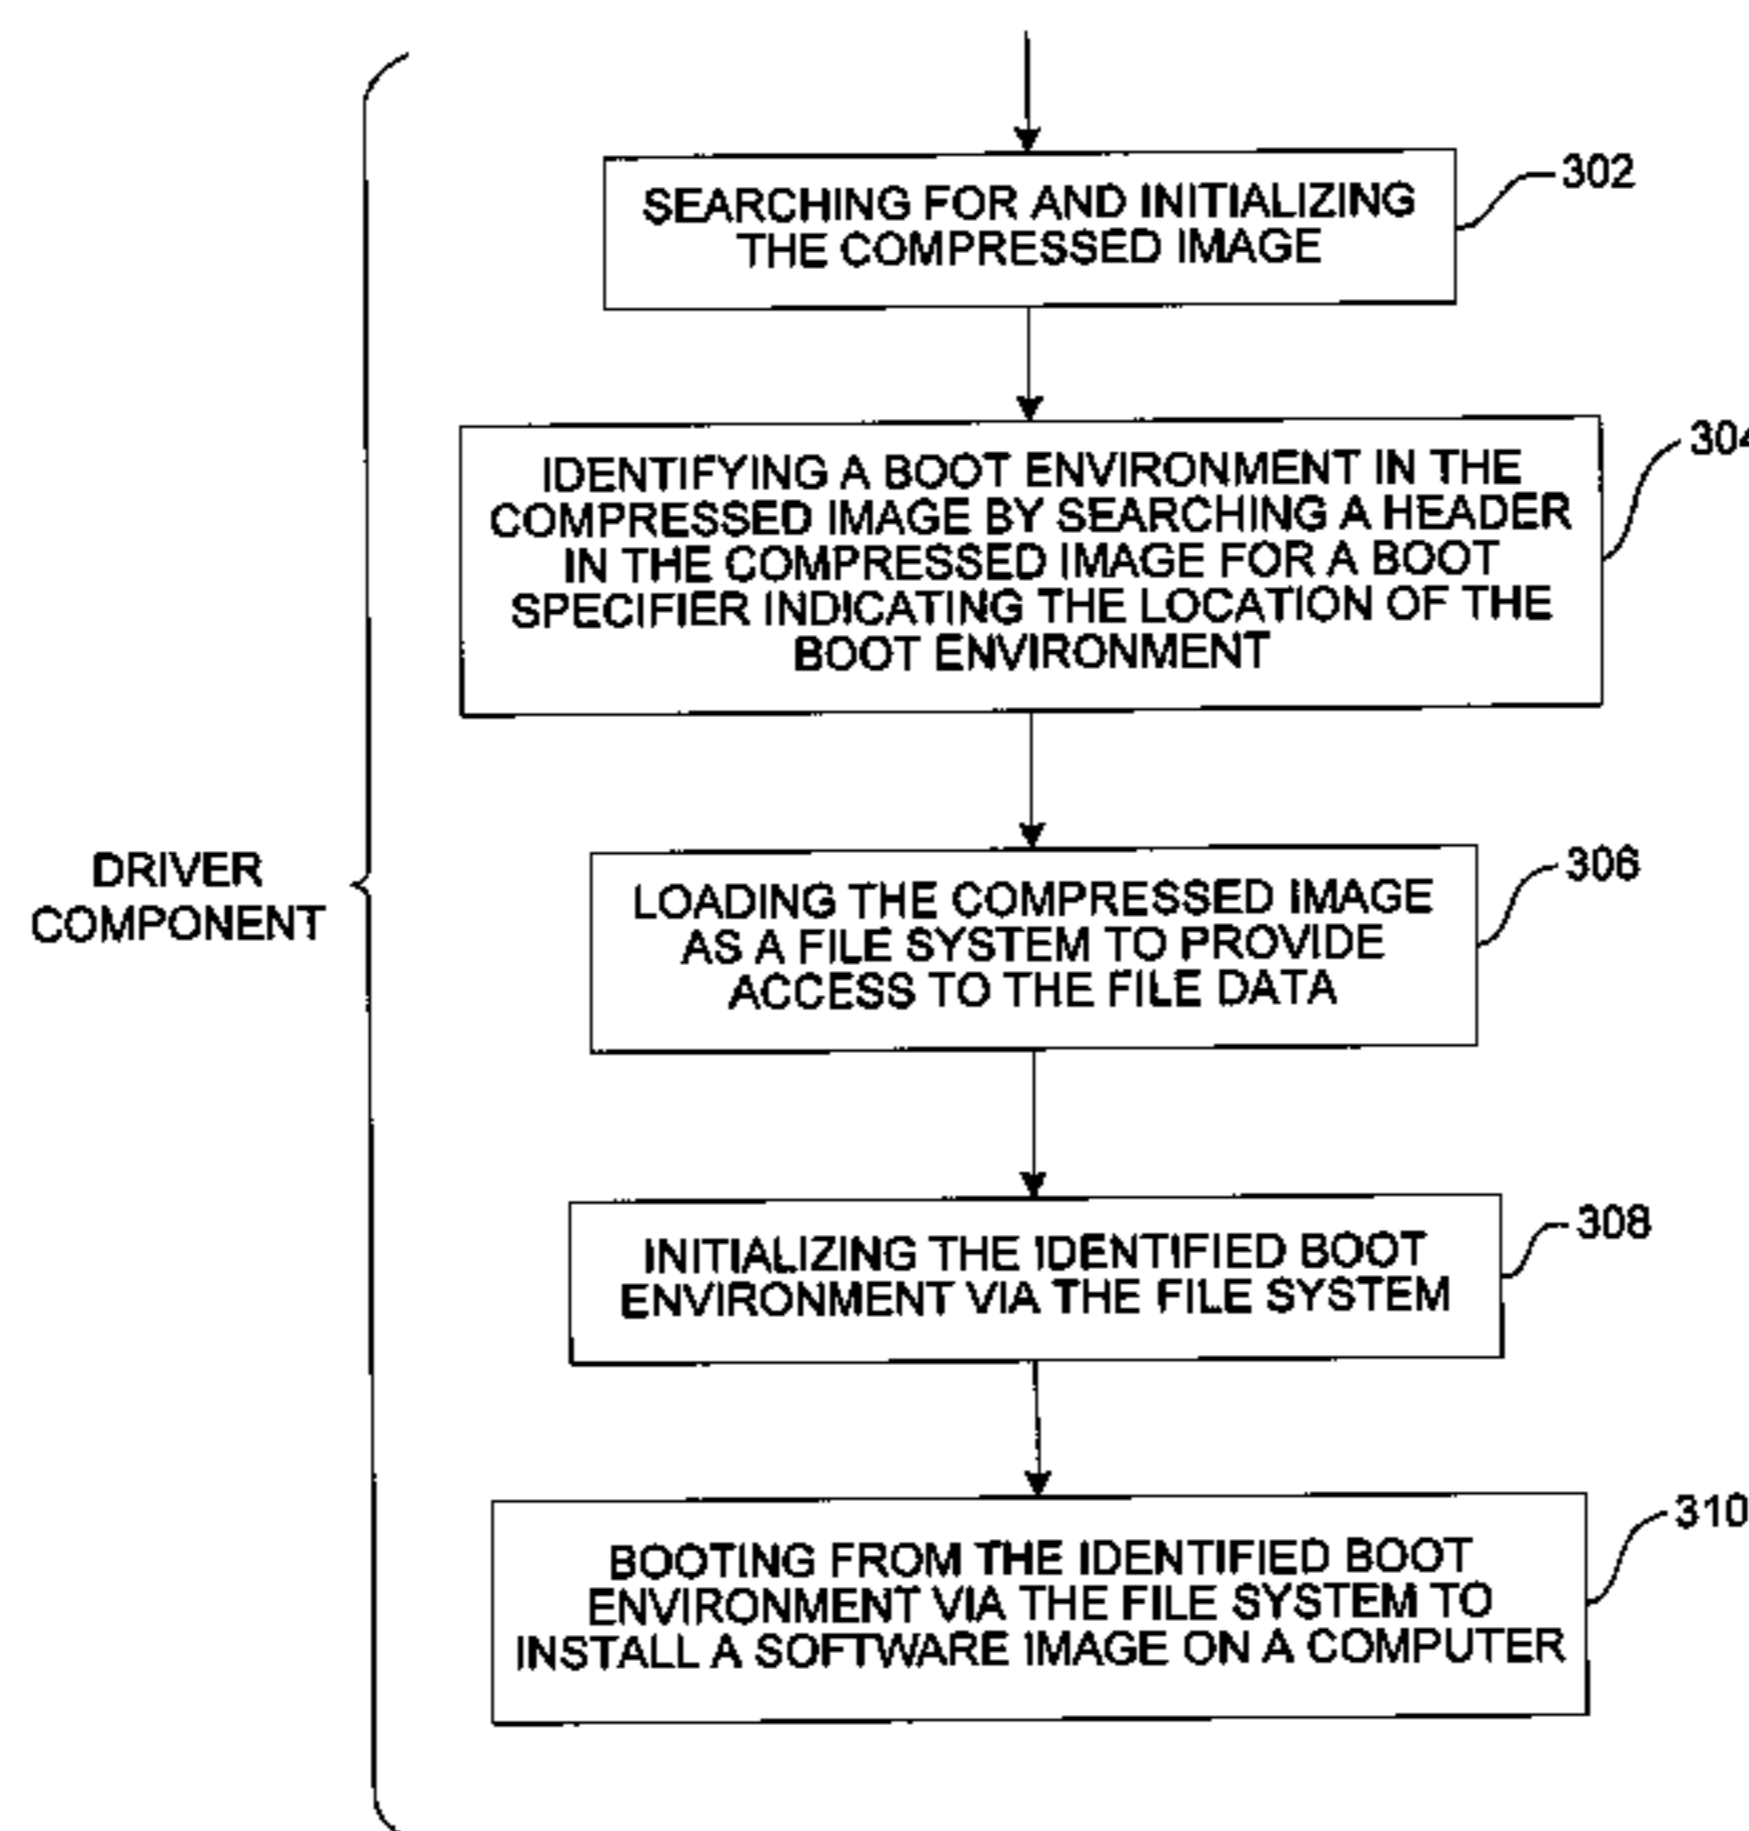 SEARCHING FOR AND INITIALIZING
THE COMPRESSED IMAGE
302
IDENTIFYING A BOOT ENVIRONMENT IN THE
COMPRESSED IMAGE BY SEARCHING A HEADER
IN THE COMPRESSED IMAGE FOR A BOOT
SPECIFIER INDICATING THE LOCATION OF THE
BOOT ENVIRONMENT
304
DRIVER
COMPONENT
LOADING THE COMPRESSED IMAGE
AS A FILE SYSTEM TO PROVIDE
ACCESS TO THE FILE DATA
306
INITIALIZING THE IDENTIFIED BOOT
ENVIRONMENT VIA THE FILE SYSTEM
308
BOOTING FROM THE IDENTIFIED BOOT
ENVIRONMENT VIA THE FILE SYSTEM TO
INSTALL A SOFTWARE IMAGE ON A COMPUTER
310